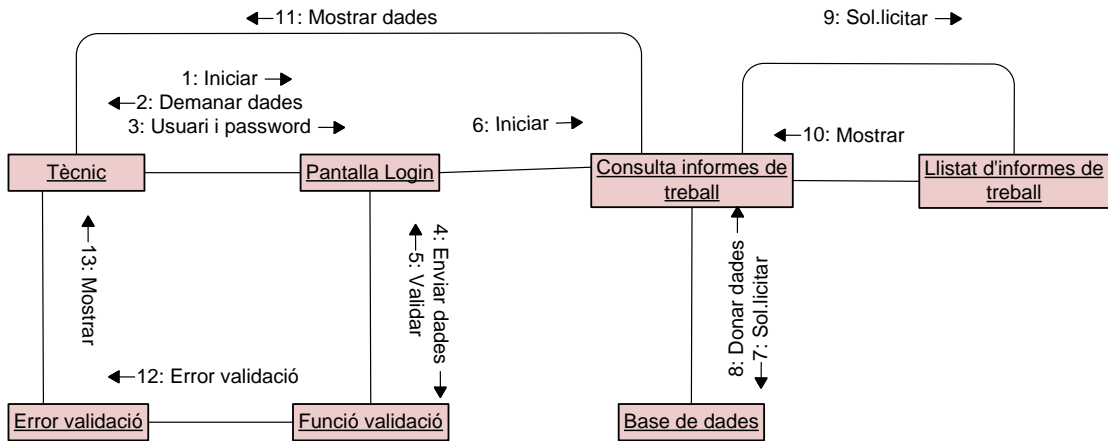 11: Mostrar dades
9: Sol.licitar
1: Iniciar
2: Demanar dades
3: Usuari i password
6: Iniciar
10: Mostrar
Tècnic
Pantalla Login
Consulta informes de
treball
Llistat d'informes de
treball
13: Mostrar
4: Enviar dades
5: Validar
8: Donar dades
7: Sol.licitar
12: Error validació
Error validació
Funció validació
Base de dades